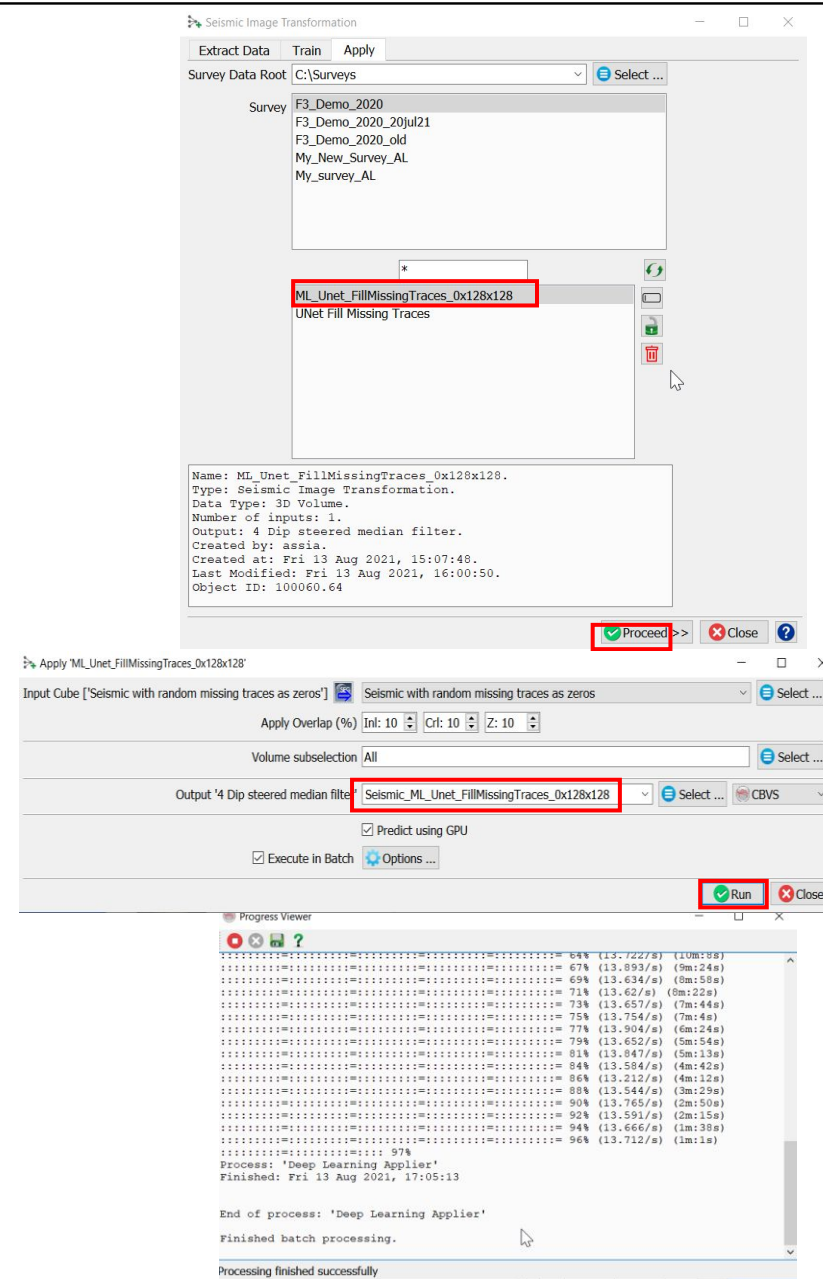 Seismic Image Transformation
Extract Data Train Apply
Survey Data Root C:\Surveys Select ...
Survey F3_Demo_2020
F3_Demo_2020_20jul21
F3_Demo_2020_old
My_New_Survey_AL
My_survey_AL
*
ML_Unet_FillMissingTraces_0x128x128
UNet Fill Missing Traces
Name: ML_Unet_FillMissingTraces_0x128x128.
Type: Seismic Image Transformation.
Data Type: 3D Volume.
Number of inputs: 1.
Output: 4 Dip steered median filter.
Created by: assia.
Created at: Fri 13 Aug 2021, 15:07:48.
Last Modified: Fri 13 Aug 2021, 16:00:50.
Object ID: 100060.64
Proceed >> Close ?
Apply 'ML_Unet_FillMissingTraces_0x128x128'
Input Cube ['Seismic with random missing traces as zeros'] Seismic with random missing traces as zeros Select ...
Apply Overlap (%) Inl: 10 Crl: 10 Z: 10
Volume subselection All Select ...
Output '4 Dip steered median filter' Seismic_ML_Unet_FillMissingTraces_0x128x128 Select ... CBVS
Predict using GPU
Execute in Batch Options ...
Run Close
Progress Viewer
?
:::::::::=:::::::::=:::::::::=:::::::::=:::::::::= 64% (13.722/s) (10m:8s)
:::::::::=:::::::::=:::::::::=:::::::::=:::::::::= 67% (13.893/s) (9m:24s)
:::::::::=:::::::::=:::::::::=:::::::::=:::::::::= 69% (13.634/s) (8m:58s)
:::::::::=:::::::::=:::::::::=:::::::::=:::::::::= 71% (13.62/s) (8m:22s)
:::::::::=:::::::::=:::::::::=:::::::::=:::::::::= 73% (13.657/s) (7m:44s)
:::::::::=:::::::::=:::::::::=:::::::::=:::::::::= 75% (13.754/s) (7m:4s)
:::::::::=:::::::::=:::::::::=:::::::::=:::::::::= 77% (13.904/s) (6m:24s)
:::::::::=:::::::::=:::::::::=:::::::::=:::::::::= 79% (13.652/s) (5m:54s)
:::::::::=:::::::::=:::::::::=:::::::::=:::::::::= 81% (13.847/s) (5m:13s)
:::::::::=:::::::::=:::::::::=:::::::::=:::::::::= 84% (13.584/s) (4m:42s)
:::::::::=:::::::::=:::::::::=:::::::::=:::::::::= 86% (13.212/s) (4m:12s)
:::::::::=:::::::::=:::::::::=:::::::::=:::::::::= 88% (13.544/s) (3m:29s)
:::::::::=:::::::::=:::::::::=:::::::::=:::::::::= 90% (13.765/s) (2m:50s)
:::::::::=:::::::::=:::::::::=:::::::::=:::::::::= 92% (13.591/s) (2m:15s)
:::::::::=:::::::::=:::::::::=:::::::::=:::::::::= 94% (13.666/s) (1m:38s)
:::::::::=:::::::::=:::::::::=:::::::::=:::::::::= 96% (13.712/s) (1m:1s)
:::::::::=:::::::::=:::: 97%
Process: 'Deep Learning Applier'
Finished: Fri 13 Aug 2021, 17:05:13
End of process: 'Deep Learning Applier'
Finished batch processing.
Processing finished successfully